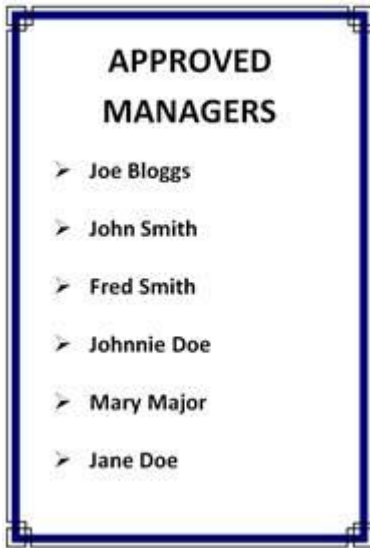 APPROVED
MANAGERS
➢ Joe Bloggs
➢ John Smith
➢ Fred Smith
➢ Johnnie Doe
➢ Mary Major
➢ Jane Doe